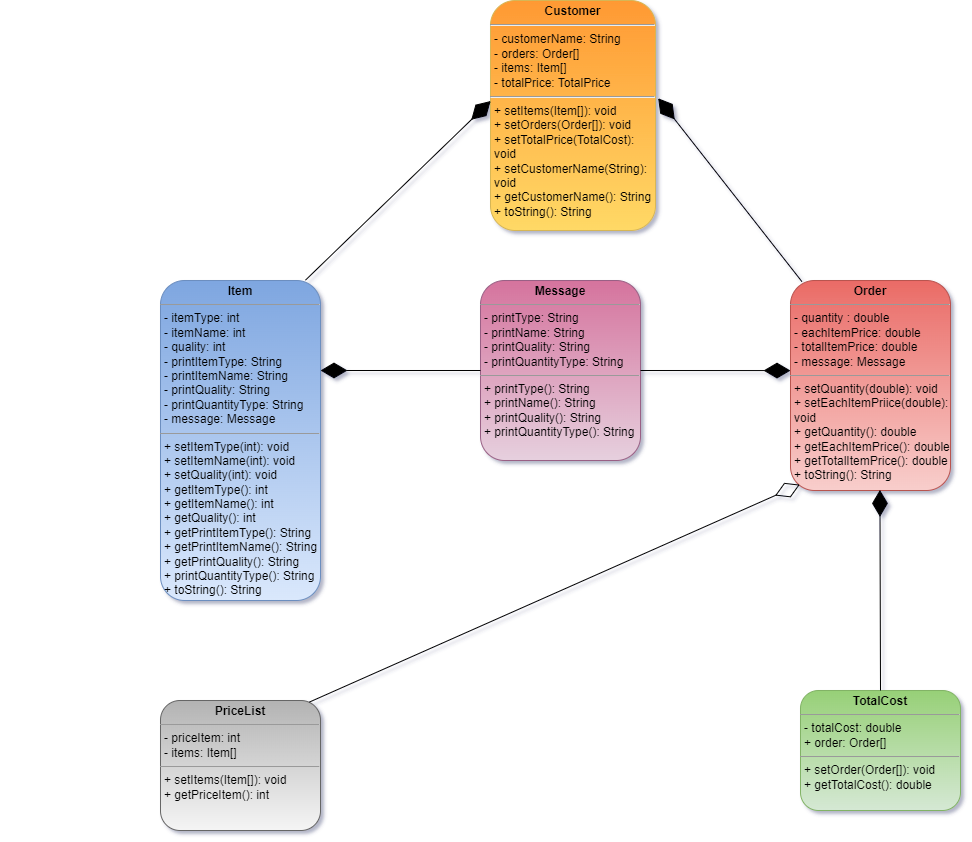 Customer
- customerName: String
- orders: Order[]
- items: Item[]
- totalPrice: TotalPrice
+ setItems(Item[]): void
+ setOrders(Order[]): void
+ setTotalPrice(TotalCost):
void
+ setCustomerName(String):
void
+ getCustomerName(): String
+ toString(): String
Item
- itemType: int
- itemName: int
- quality: int
- printItemType: String
- printItemName: String
- printQuality: String
- printQuantityType: String
- message: Message
+ setItemType(int): void
+ setItemName(int): void
+ setQuality(int): void
+ getItemType(): int
+ getItemName(): int
+ getQuality(): int
+ getPrintItemType(): String
+ getPrintItemName(): String
+ getPrintQuality(): String
+ printQuantityType(): String
+ toString(): String
Message
- printType: String
- printName: String
- printQuality: String
- printQuantityType: String
+ printType(): String
+ printName(): String
+ printQuality(): String
+ printQuantityType(): String
Order
- quantity : double
- eachItemPrice: double
- totalItemPrice: double
- message: Message
+ setQuantity(double): void
+ setEachItemPriice(double):
void
+ getQuantity(): double
+ getEachItemPrice(): double
+ getTotalItemPrice(): double
+ toString(): String
PriceList
- priceItem: int
- items: Item[]
+ setItems(Item[]): void
+ getPriceItem(): int
TotalCost
- totalCost: double
+ order: Order[]
+ setOrder(Order[]): void
+ getTotalCost(): double